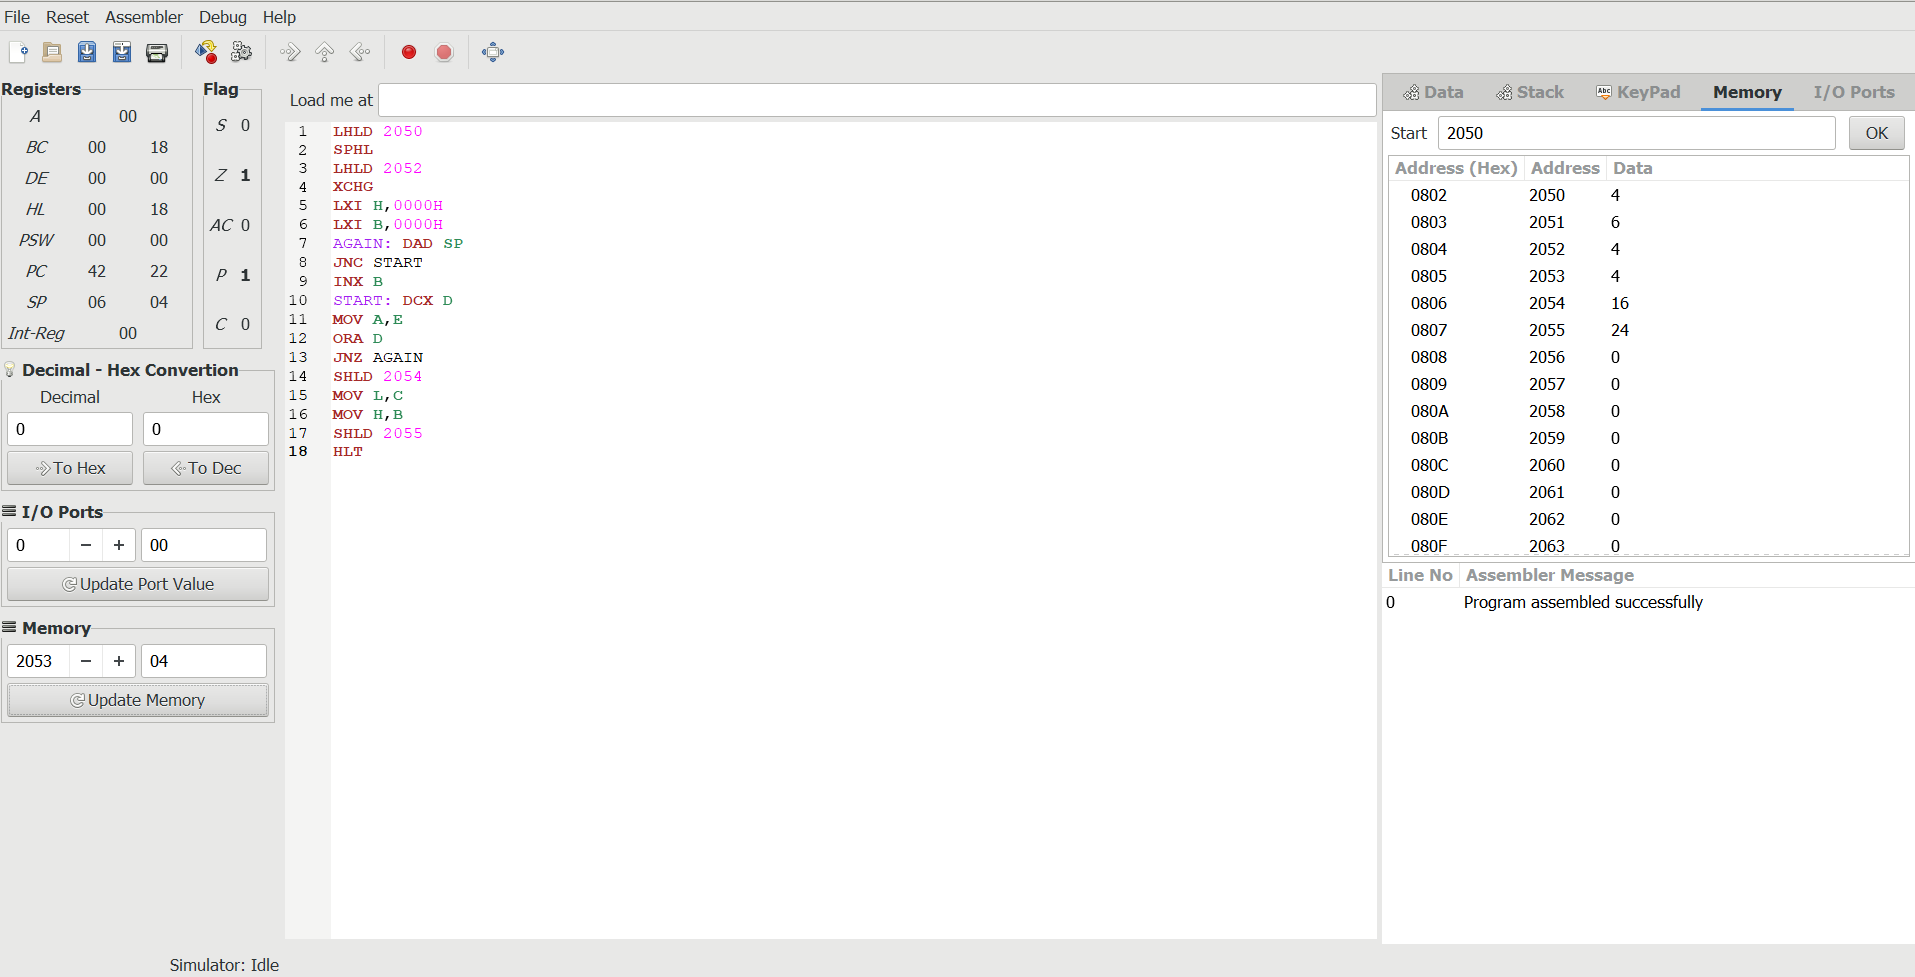 File Reset Assembler Debug Help
Registers
A 00
BC 00 18
DE 00 00
HL 00 18
PSW 00 00
PC 42 22
SP 06 04
Int-Reg 00
Flag
S 0
Z 1
AC 0
P 1
C 0
Decimal - Hex Convertion
Decimal Hex
0 0
To Hex To Dec
I/O Ports
0 − + 00
Update Port Value
Memory
2053 − + 04
Update Memory
Load me at
1 LHLD 2050
2 SPHL
3 LHLD 2052
4 XCHG
5 LXI H,0000H
6 LXI B,0000H
7 AGAIN: DAD SP
8 JNC START
9 INX B
10 START: DCX D
11 MOV A,E
12 ORA D
13 JNZ AGAIN
14 SHLD 2054
15 MOV L,C
16 MOV H,B
17 SHLD 2055
18 HLT
Data Stack Abc KeyPad Memory I/O Ports
Start 2050 OK
Address (Hex) Address Data
0802 2050 4
0803 2051 6
0804 2052 4
0805 2053 4
0806 2054 16
0807 2055 24
0808 2056 0
0809 2057 0
080A 2058 0
080B 2059 0
080C 2060 0
080D 2061 0
080E 2062 0
080F 2063 0
Line No Assembler Message
0 Program assembled successfully
Simulator: Idle